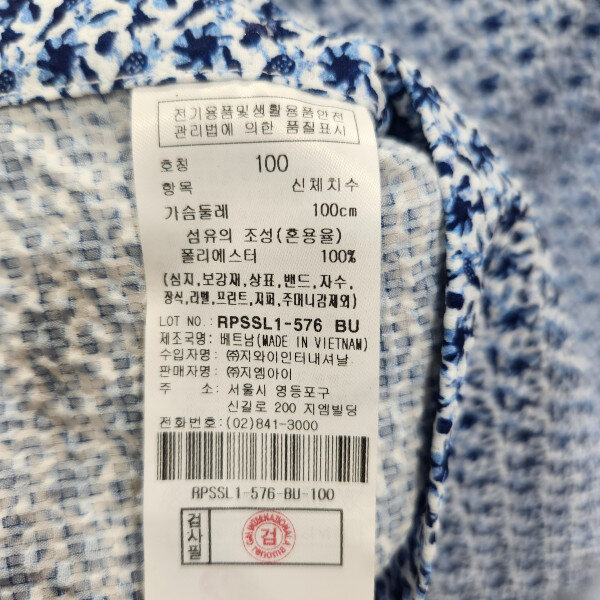 전기용품및생활용품안전
관리법에 의한 품질표시
호칭 100
항목 신체치수
가슴둘레 100cm
섬유의 조성(혼용율)
폴리에스터 100%
(심지,보강재,상표,밴드,자수,
장식,라벨,프린트,지퍼,주머니감제외)
LOT NO.: RPSSL1-576 BU
제조국명: 베트남(MADE IN VIETNAM)
수입자명: ㈜지와이인터내셔날
판매자명: ㈜지엠아이
주 소: 서울시 영등포구
신길로 200 지엠빌딩
전화번호: (02)841-3000
RPSSL1-576-BU-100
검사필
검
renoma